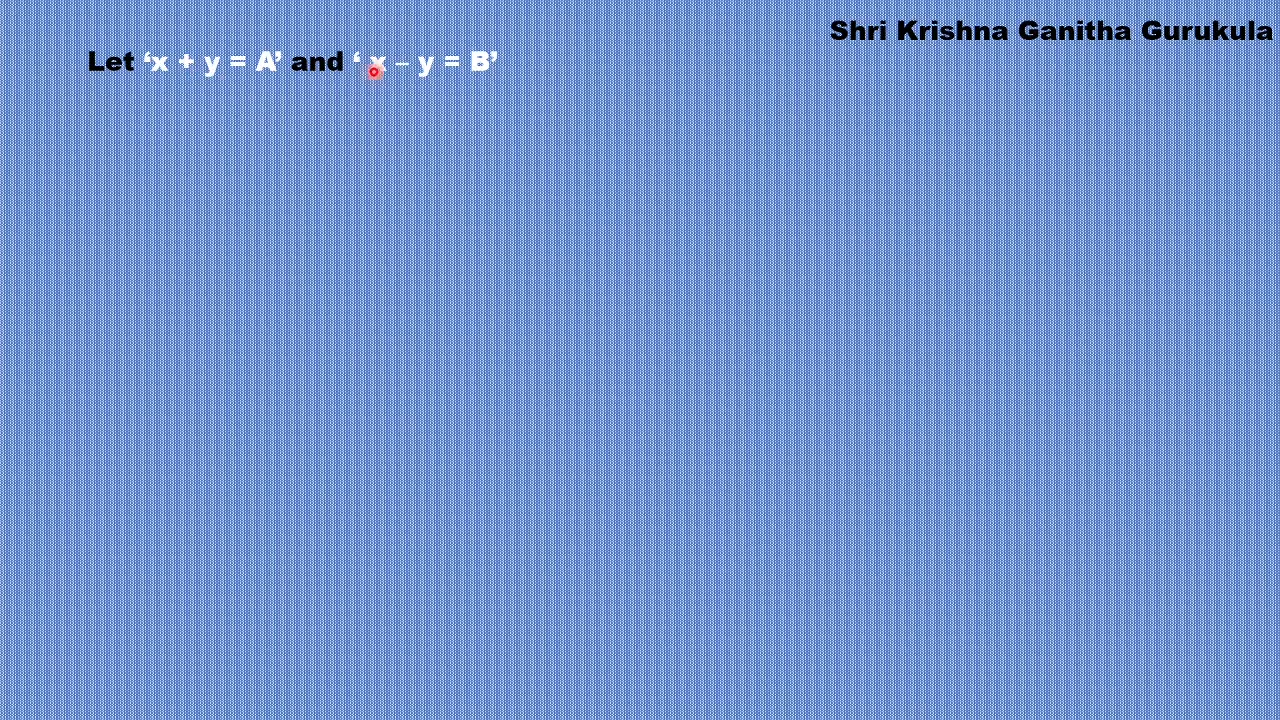 Shri Krishna Ganitha Gurukula
Let ‘x + y = A’ and ‘ x – y = B’